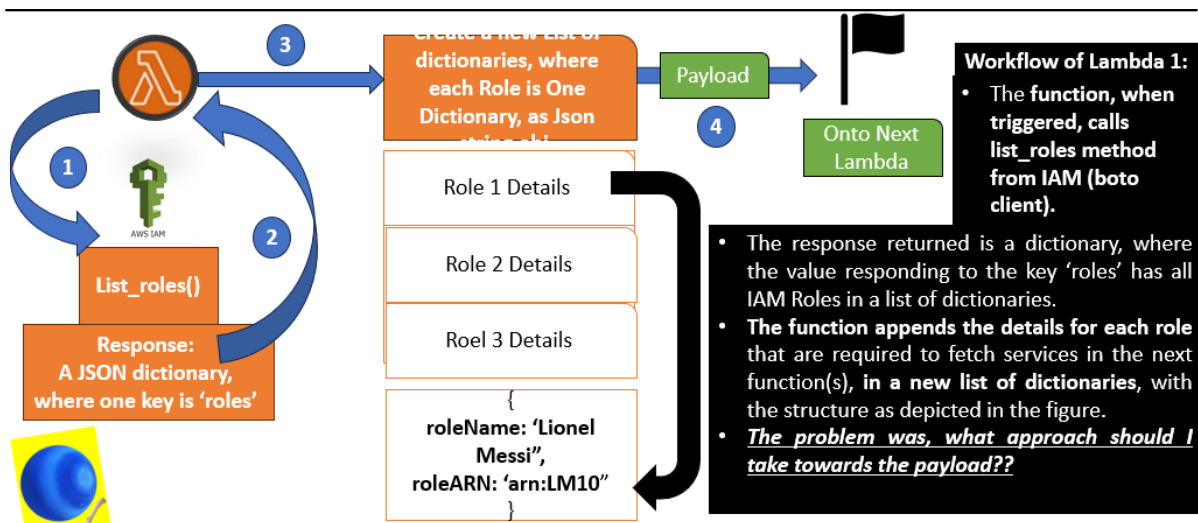 3
Create a new List of
dictionaries, where
each Role is One
Dictionary, as Json
string obj
Payload
4
Onto Next
Lambda
1
AWS IAM
2
List_roles()
Response:
A JSON dictionary,
where one key is ‘roles’
Role 1 Details
Role 2 Details
Roel 3 Details
{
roleName: ‘Lionel
Messi”,
roleARN: ‘arn:LM10”
}
Workflow of Lambda 1:
• The function, when
triggered, calls
list_roles method
from IAM (boto
client).
• The response returned is a dictionary, where
the value responding to the key ‘roles’ has all
IAM Roles in a list of dictionaries.
• The function appends the details for each role
that are required to fetch services in the next
function(s), in a new list of dictionaries, with
the structure as depicted in the figure.
• The problem was, what approach should I
take towards the payload??